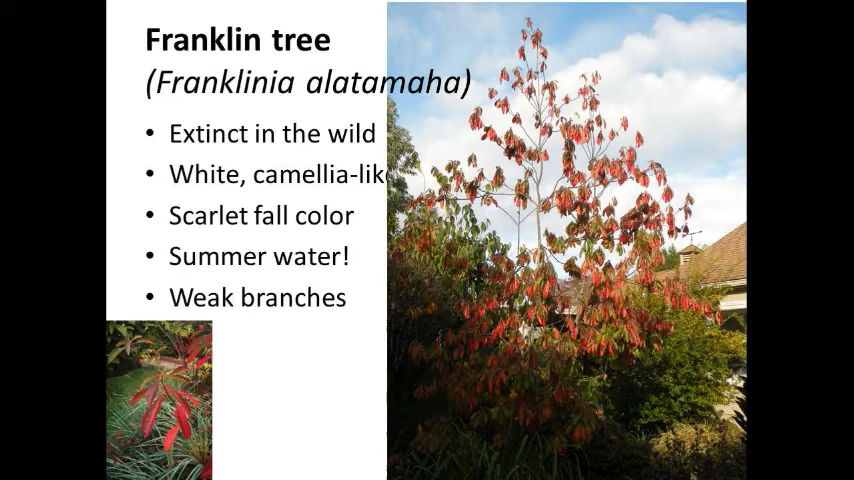 Franklin tree
(Franklinia alatamaha)
• Extinct in the wild
• White, camellia-lik
• Scarlet fall color
• Summer water!
• Weak branches